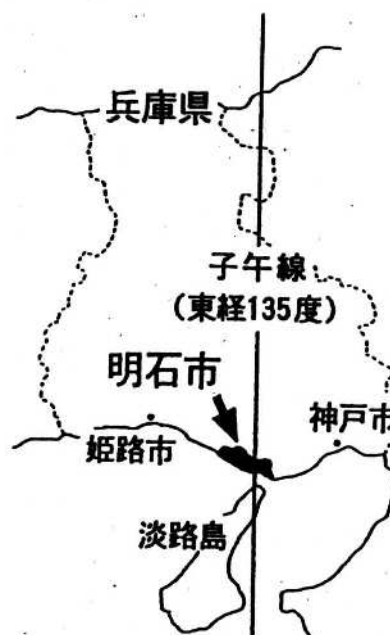 兵庫県
子午線
（東経135度）
明石市
神戸市
姫路市
淡路島